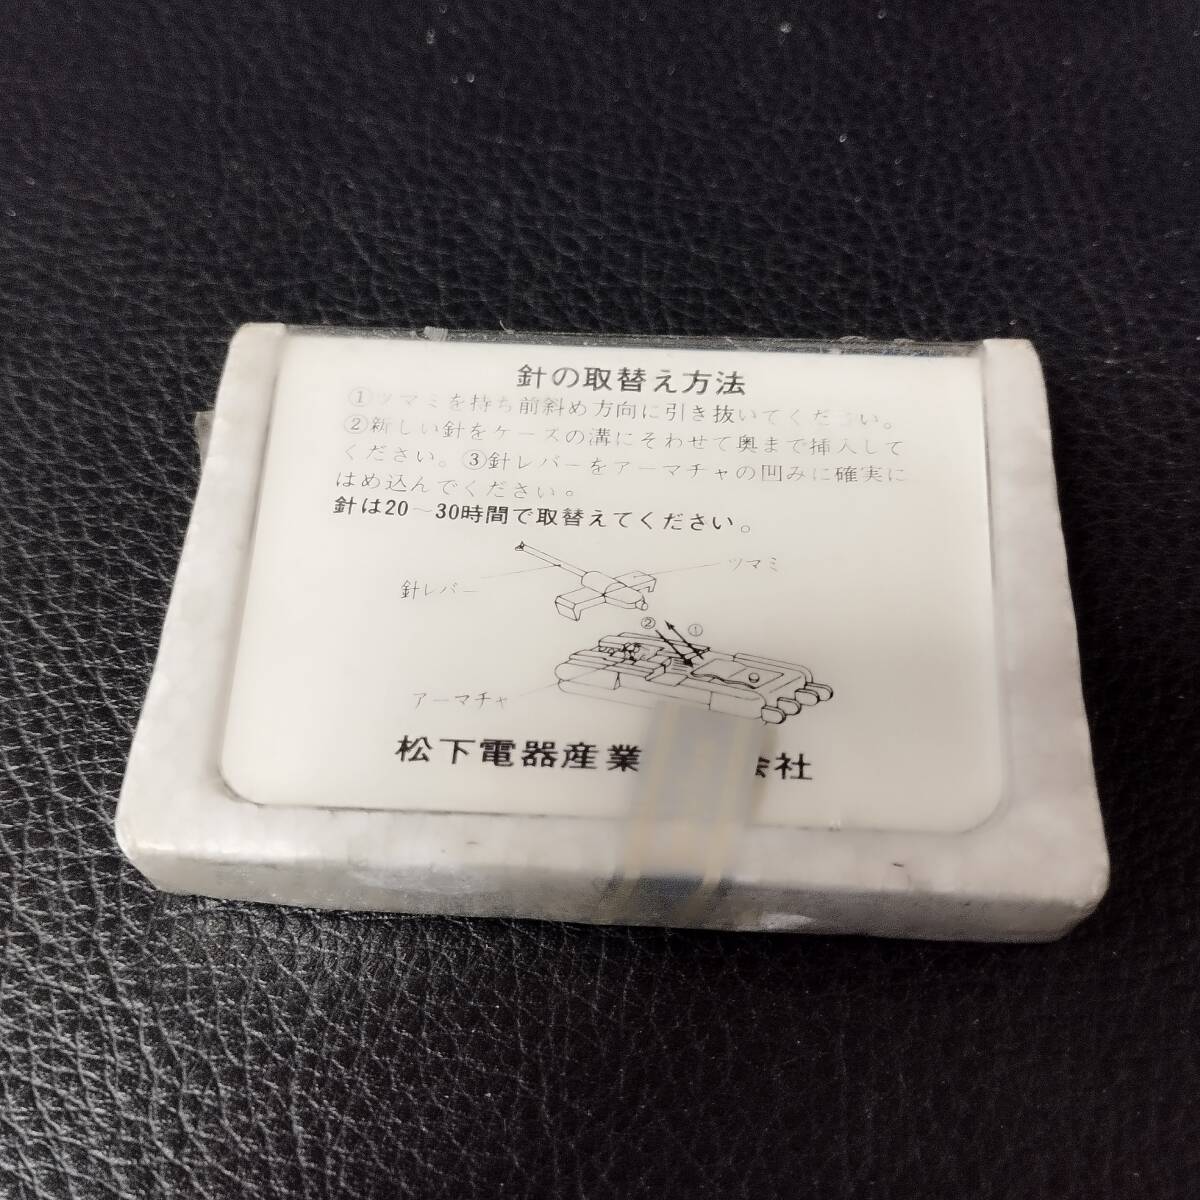 針の取替え方法
①ツマミを持ち前斜め方向に引き抜いてください。
②新しい針をケースの溝にそわせて奥まで挿入して
ください。③針レバーをアーマチャの凹みに確実に
はめ込んでください。
針は20〜30時間で取替えてください。
ツマミ
針レバー
② ①
アーマチャ
松下電器産業 会社